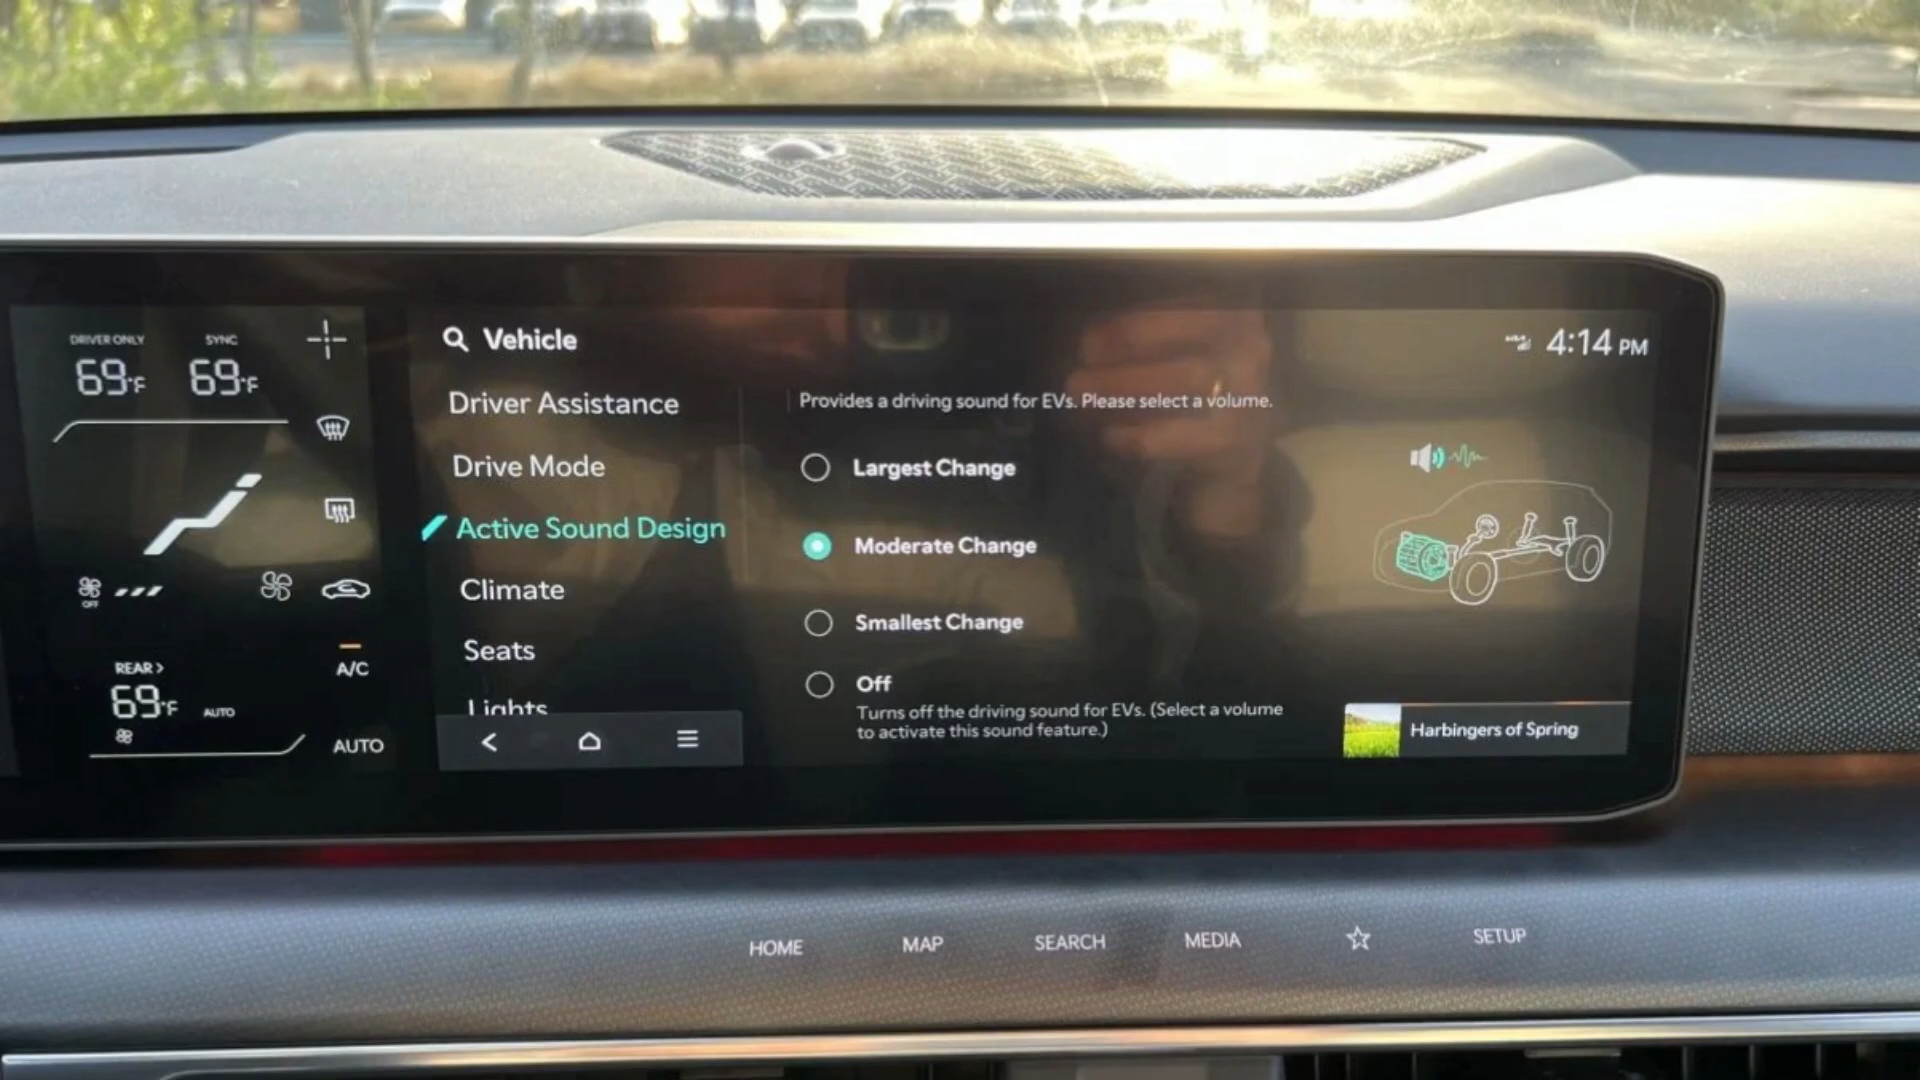 DRIVER ONLY
SYNC
69°F
69°F
OFF
REAR >
69°F
AUTO
A/C
AUTO
Vehicle
4:14 PM
Driver Assistance
Drive Mode
Active Sound Design
Climate
Seats
Lights
Provides a driving sound for EVs. Please select a volume.
Largest Change
Moderate Change
Smallest Change
Off
Turns off the driving sound for EVs. (Select a volume
to activate this sound feature.)
Harbingers of Spring
HOME
MAP
SEARCH
MEDIA
SETUP